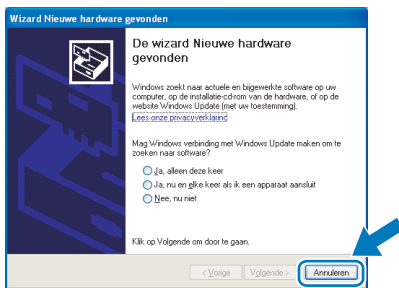 Wizard Nieuwe hardware gevonden
De wizard Nieuwe hardware
gevonden
Windows zoekt naar actuele en bijgewerkte software op uw
computer, op de installatie-cd-rom van de hardware, of op de
website Windows Update (met uw toestemming).
Lees onze privacyverklaring
Mag Windows verbinding met Windows Update maken om te
zoeken naar software?
Ja, alleen deze keer
Ja, nu en elke keer als ik een apparaat aansluit
Nee, nu niet
Klik op Volgende om door te gaan.
< Vorige Volgende > Annuleren